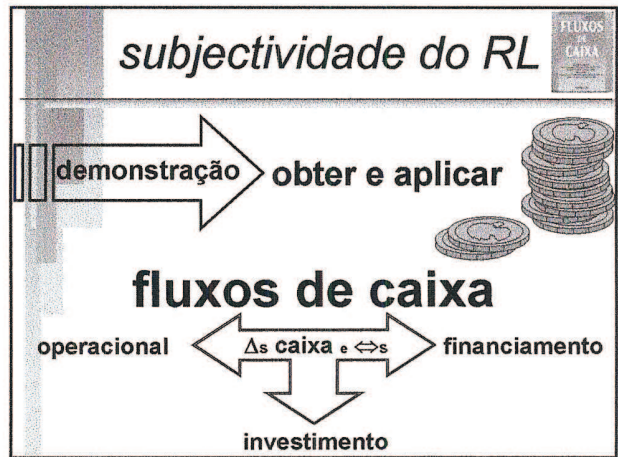 subjectividade do RL
FLUXOS
DE
CAIXA
demonstração
obter e aplicar
fluxos de caixa
operacional
Δs caixa e ⇔s
financiamento
investimento